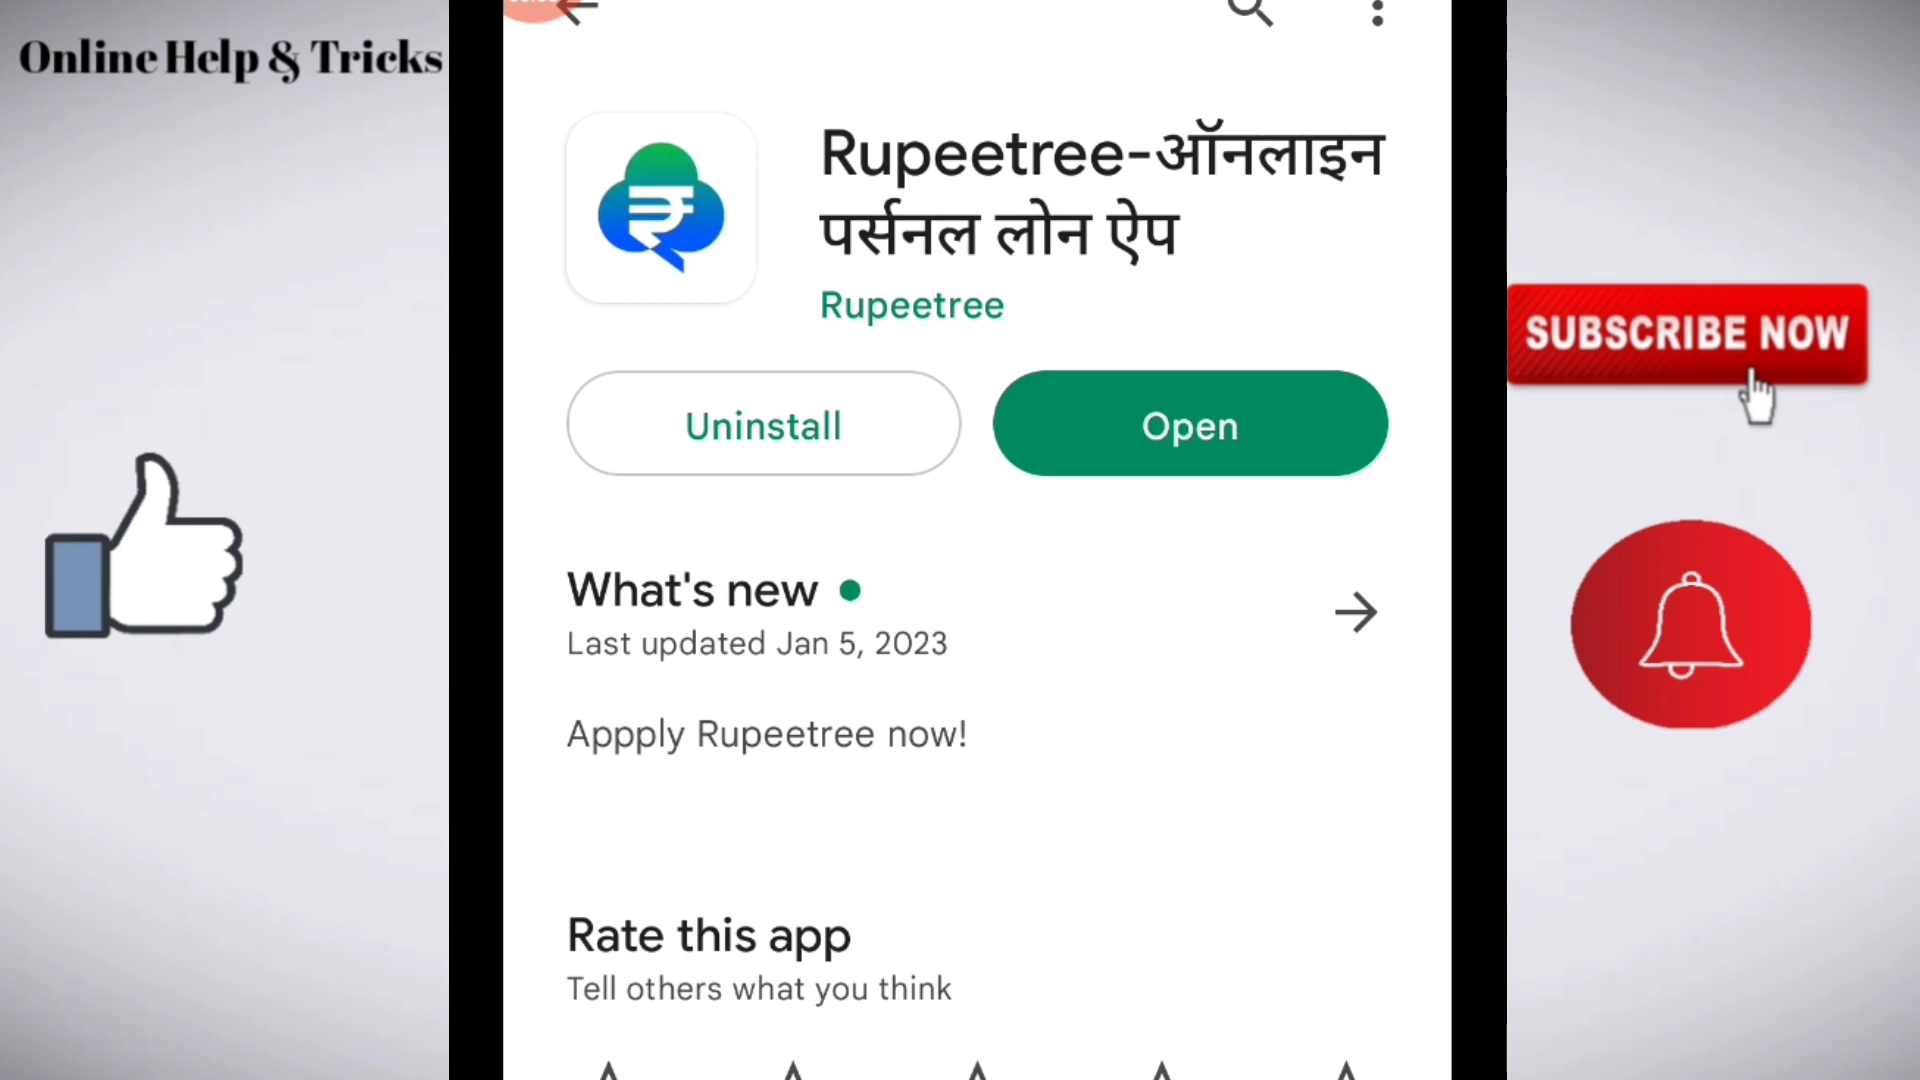 Online Help & Tricks
Rupeetree-ऑनलाइन
पर्सनल लोन ऐप
Rupeetree
Uninstall
Open
SUBSCRIBE NOW
What's new
Last updated Jan 5, 2023
Appply Rupeetree now!
Rate this app
Tell others what you think